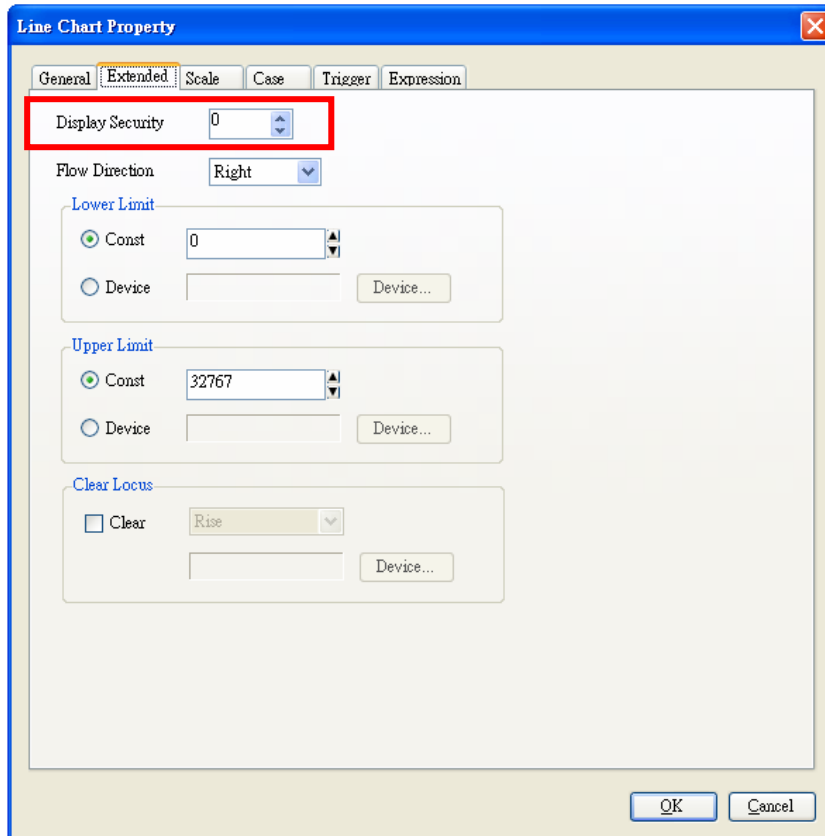 Line Chart Property
General Extended Scale Case Trigger Expression
Display Security 0
Flow Direction Right
Lower Limit
Const 0
Device Device...
Upper Limit
Const 32767
Device Device...
Clear Locus
Clear Rise
Device...
OK Cancel